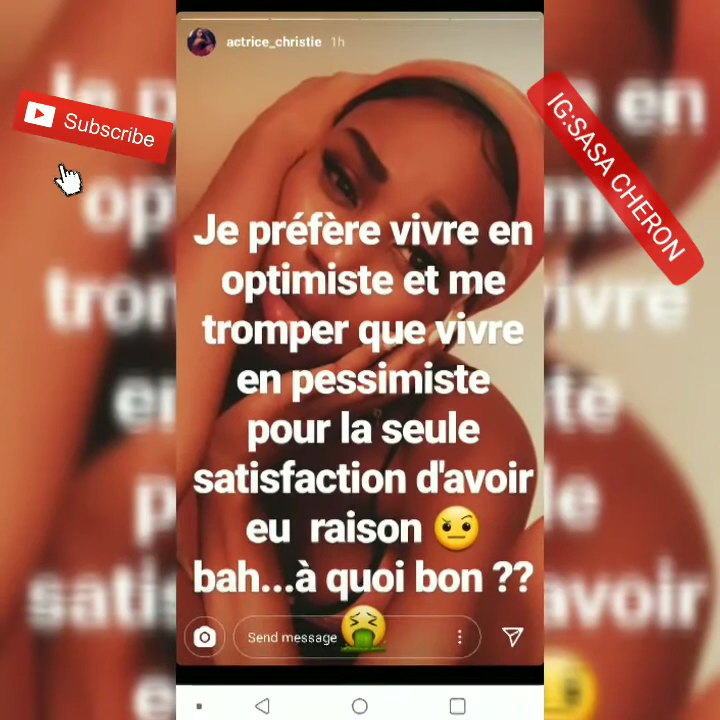 actrice_christie 1h
Subscribe
IG:SASA CHERON
Je préfère vivre en
optimiste et me
tromper que vivre
en pessimiste
pour la seule
satisfaction d'avoir
eu raison 🤨
bah...à quoi bon ??
🤮
Send message